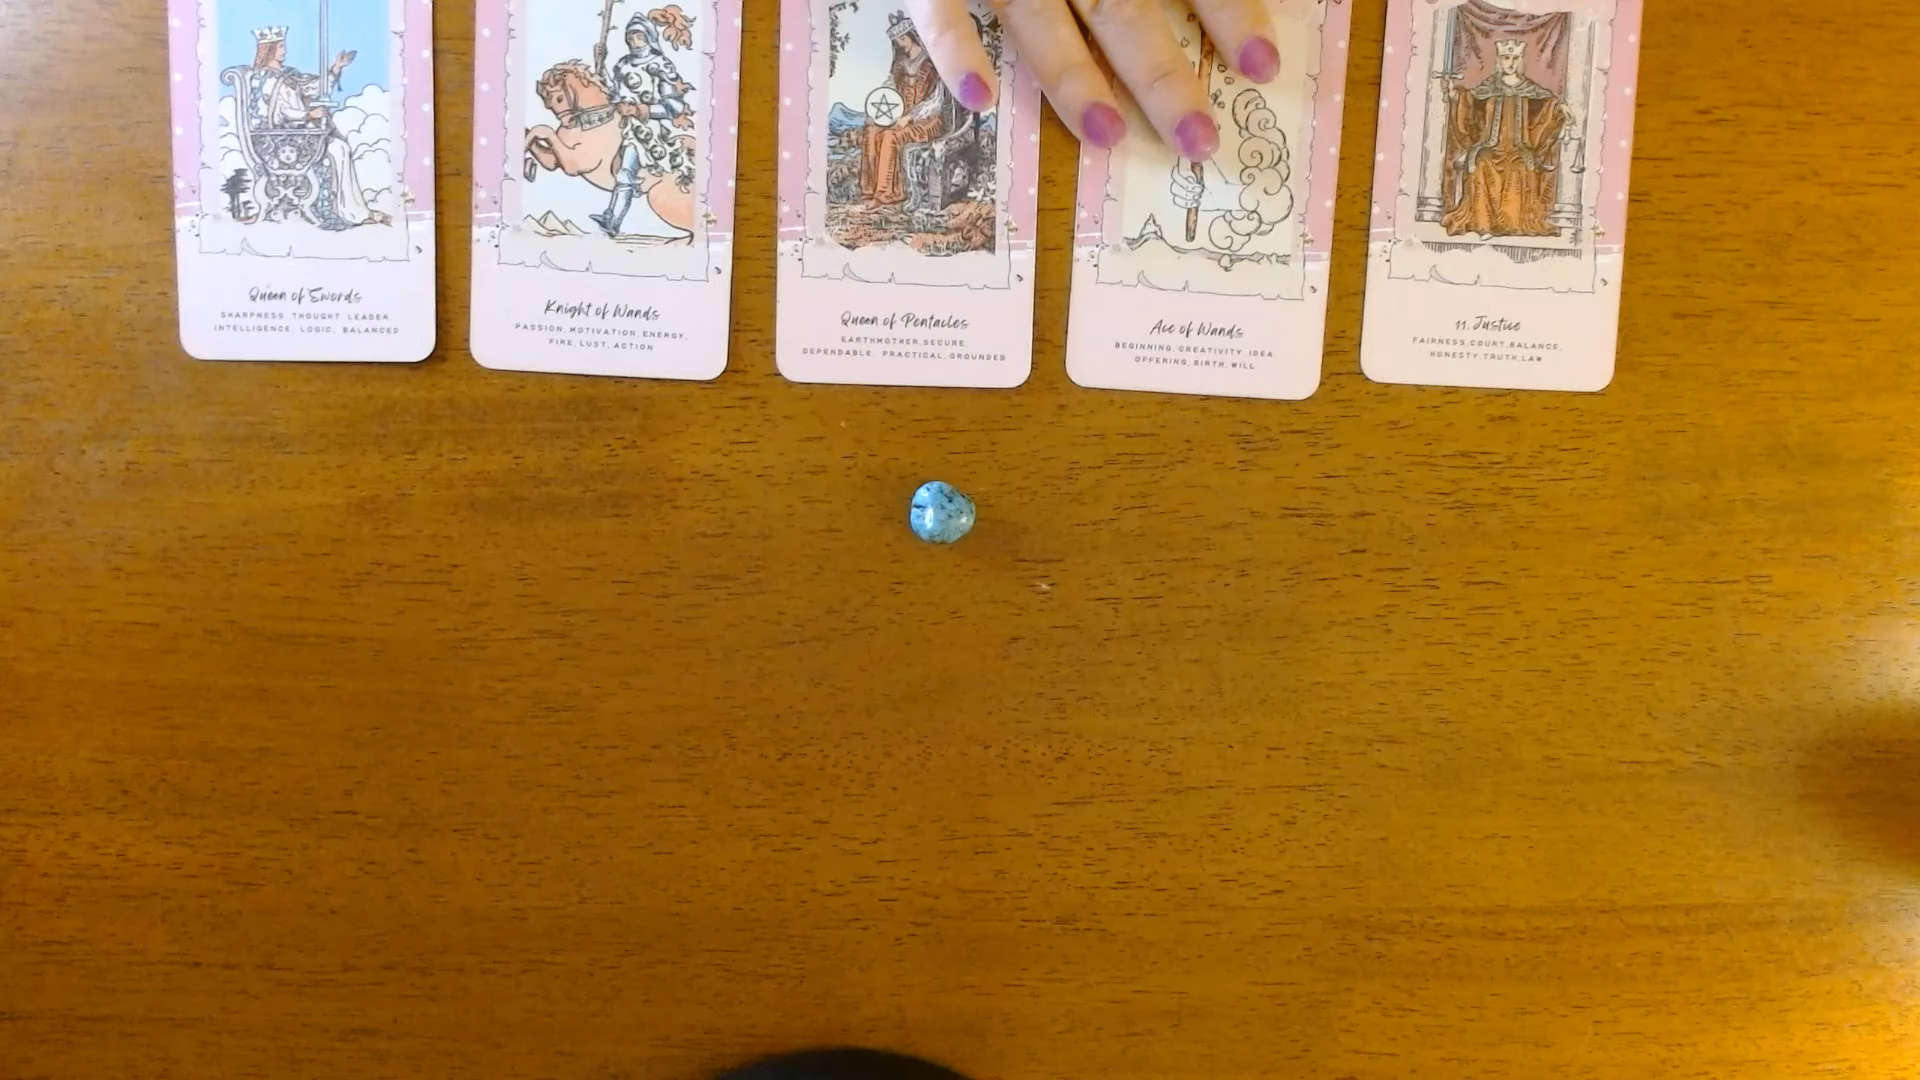 Queen of Swords
SHARPNESS. THOUGHT LEADER.
INTELLIGENCE. LOGIC. BALANCED
Knight of Wands
PASSION, MOTIVATION, ENERGY,
FIRE, LUST, ACTION
Queen of Pentacles
EARTHMOTHER, SECURE
DEPENDABLE. PRACTICAL, GROUNDED
Ace of Wands
BEGINNING, CREATIVITY, IDEA,
OFFERING, BIRTH, WILL
11. Justice
FAIRNESS, COURT, BALANCE,
HONESTY, TRUTH, LAW